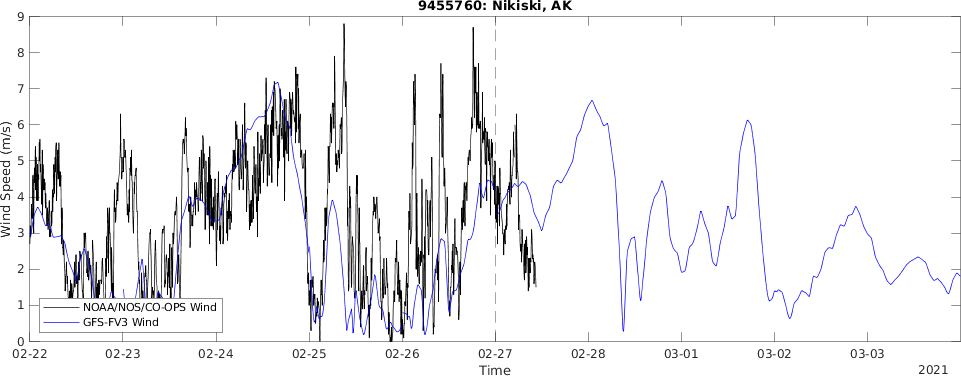 9455760: Nikiski, AK
9
8
7
6
5
4
3
2
1
0
Wind Speed (m/s)
NOAA/NOS/CO-OPS Wind
GFS-FV3 Wind
02-22 02-23 02-24 02-25 02-26 02-27 02-28 03-01 03-02 03-03
Time
2021